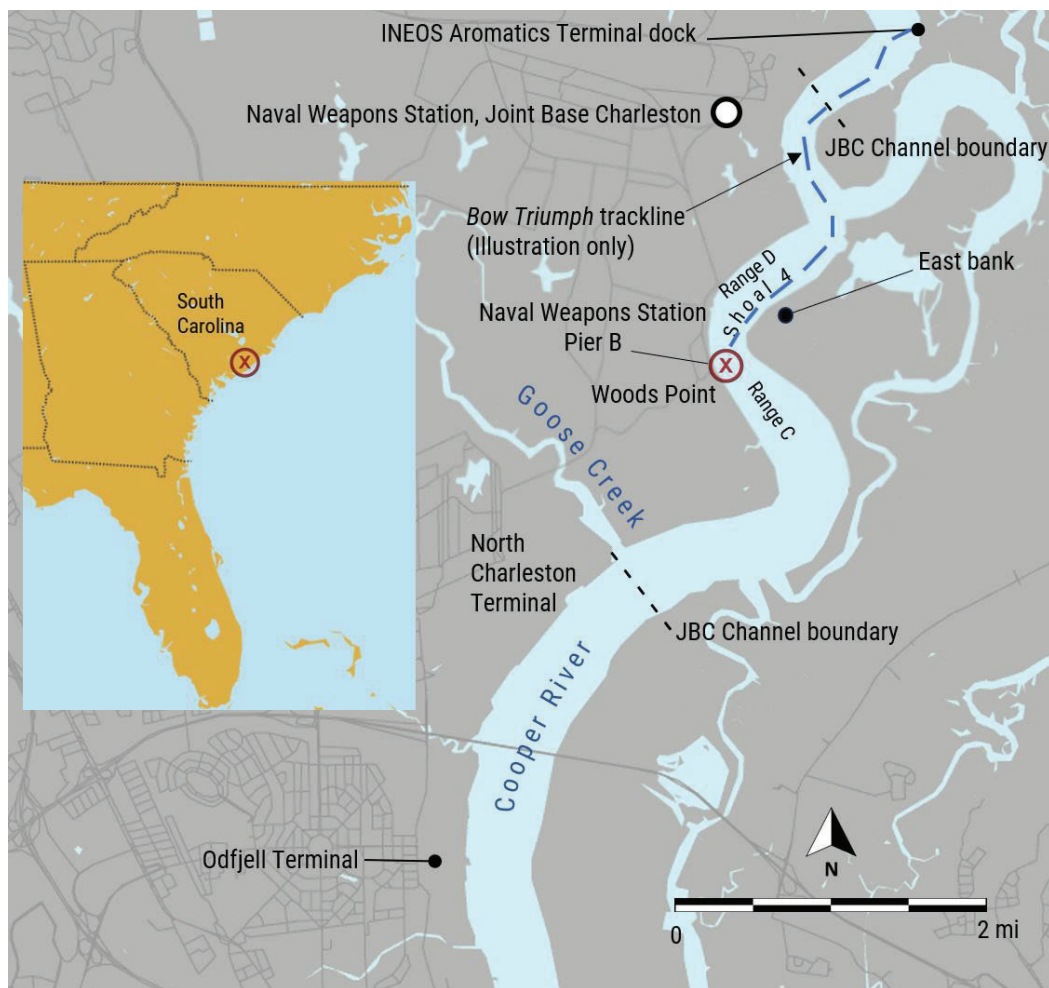 INEOS Aromatics Terminal dock
Naval Weapons Station, Joint Base Charleston
JBC Channel boundary
Bow Triumph trackline
(Illustration only)
East bank
Range D
Shoal 4
South
Carolina
X
Naval Weapons Station
Pier B
X
Woods Point
Range C
Goose Creek
North
Charleston
Terminal
JBC Channel boundary
Cooper River
Odfjell Terminal
N
0
2 mi